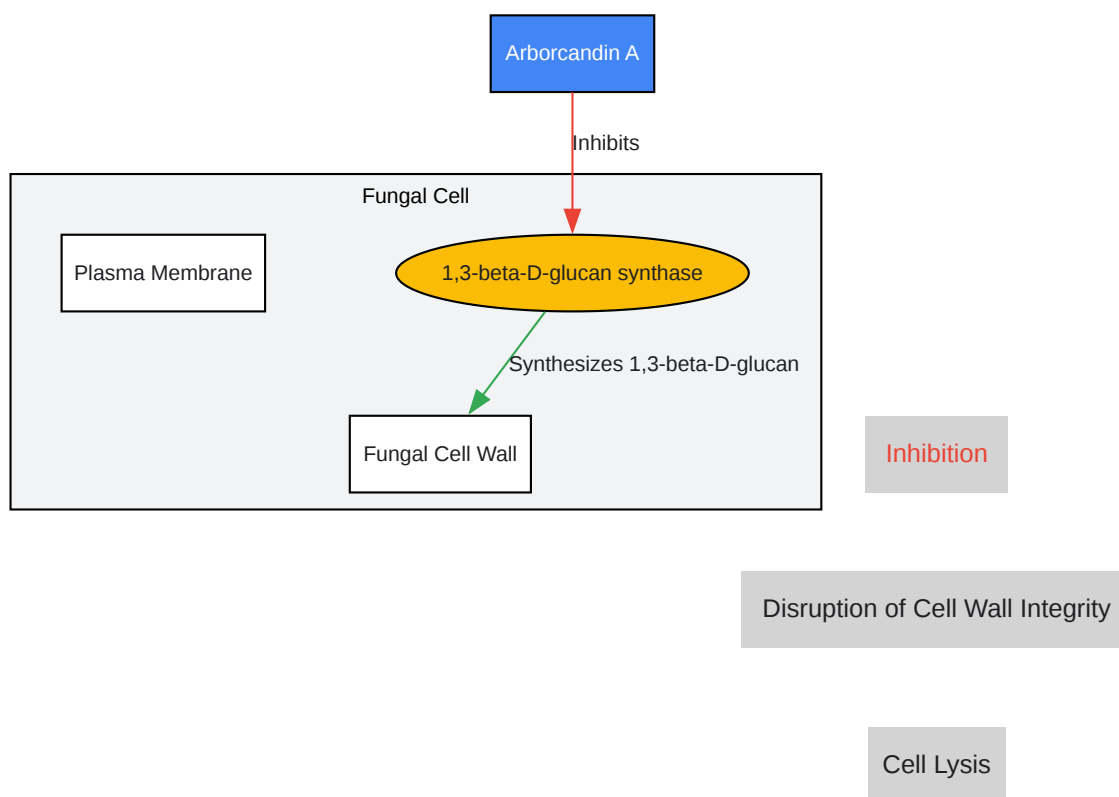 Arborcandin A
Inhibits
Fungal Cell
Plasma Membrane
1,3-beta-D-glucan synthase
Synthesizes 1,3-beta-D-glucan
Fungal Cell Wall
Inhibition
Disruption of Cell Wall Integrity
Cell Lysis